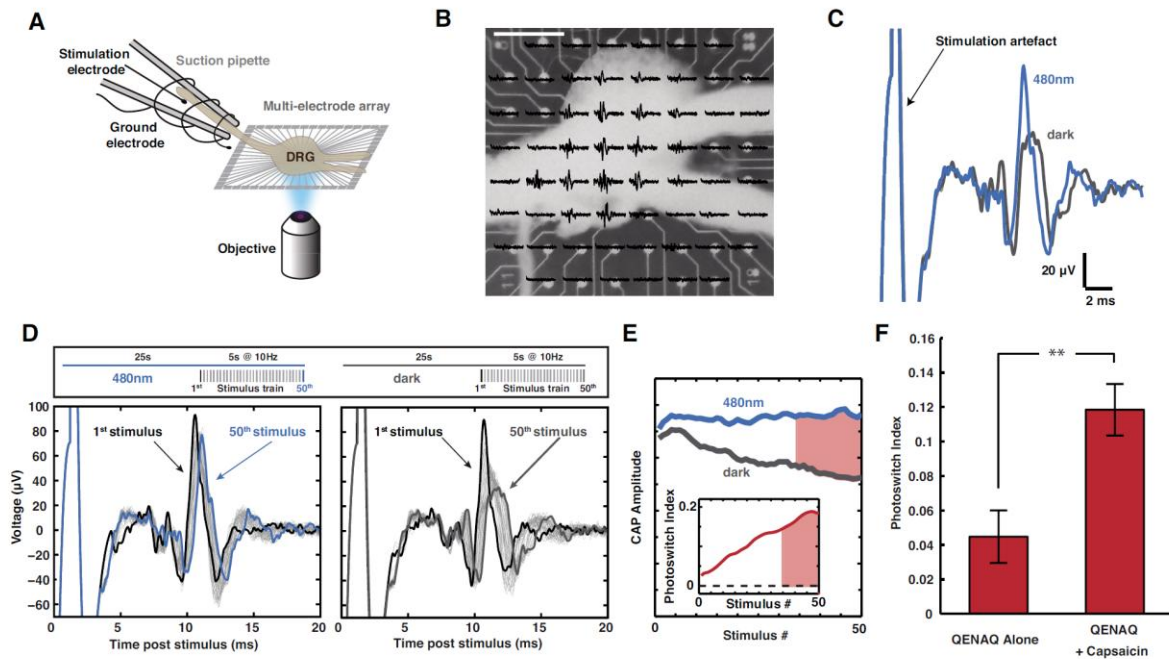 A
Stimulation
electrode
Suction pipette
Multi-electrode array
Ground
electrode
DRG
Objective
B
C
Stimulation artefact
480nm
dark
20 µV
2 ms
D
25s
5s @ 10Hz
480nm
1st
Stimulus train
50th
25s
5s @ 10Hz
dark
1st
Stimulus train
50th
100
80
60
40
20
0
−20
−40
−60
Voltage (µV)
1st stimulus
50th stimulus
0
5
10
15
20
Time post stimulus (ms)
1st stimulus
50th stimulus
0
5
10
15
20
Time post stimulus (ms)
E
480nm
dark
CAP Amplitude
Photoswitch Index
0.2
0
0
Stimulus #
50
0
50
Stimulus #
F
0.16
0.14
0.12
0.10
0.08
0.06
0.04
0.02
0
Photoswitch Index
**
QENAQ Alone
QENAQ
+ Capsaicin